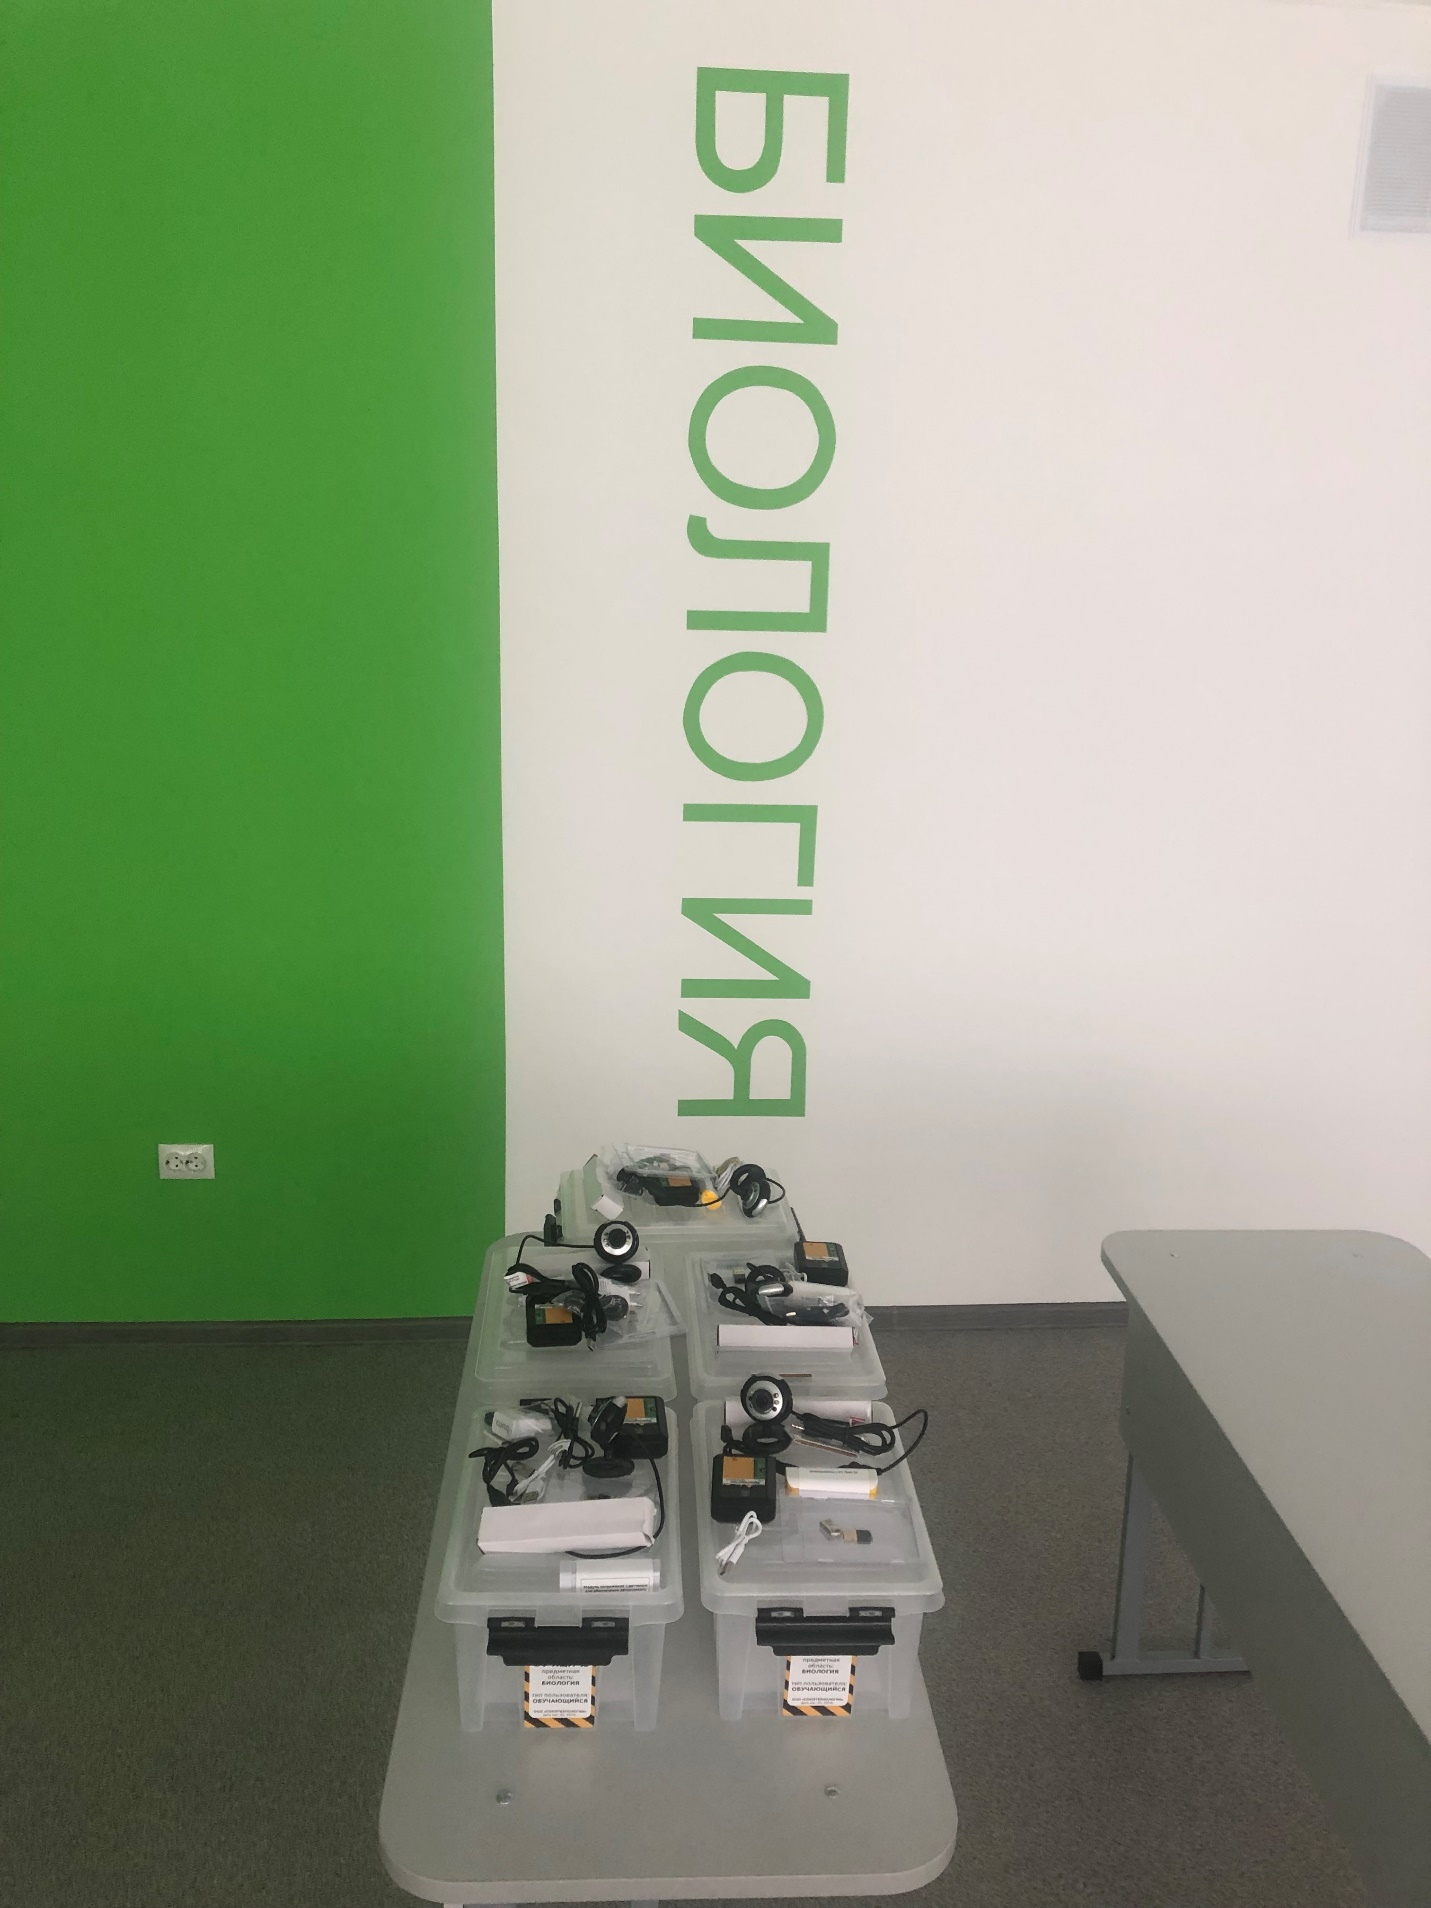 БИОЛОГИЯ
предметная
область:
БИОЛОГИЯ
тип пользователя:
ОБУЧАЮЩИЙСЯ
предметная
область:
БИОЛОГИЯ
тип пользователя:
ОБУЧАЮЩИЙСЯ